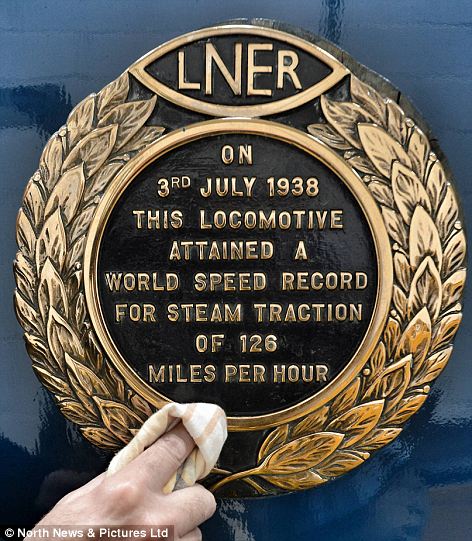 LNER
ON
3RD JULY 1938
THIS LOCOMOTIVE
ATTAINED A
WORLD SPEED RECORD
FOR STEAM TRACTION
OF 126
MILES PER HOUR
© North News & Pictures Ltd